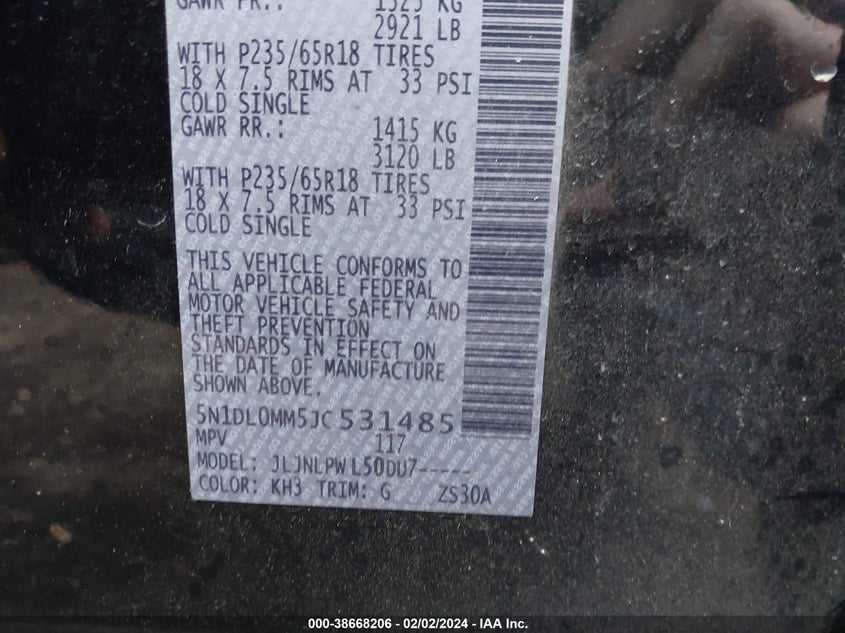 GAWR FR.: 1325 KG
2921 LB
WITH P235/65R18 TIRES
18 X 7.5 RIMS AT 33 PSI
COLD SINGLE
GAWR RR.: 1415 KG
3120 LB
WITH P235/65R18 TIRES
18 X 7.5 RIMS AT 33 PSI
COLD SINGLE
THIS VEHICLE CONFORMS TO
ALL APPLICABLE FEDERAL
MOTOR VEHICLE SAFETY AND
THEFT PREVENTION
STANDARDS IN EFFECT ON
THE DATE OF MANUFACTURE
SHOWN ABOVE.
5N1DL0MM5JC531485
MPV 117
MODEL: JLJNLPW L50DU7-----
COLOR: KH3 TRIM: G ZS30A
000-38668206 - 02/02/2024 - IAA Inc.